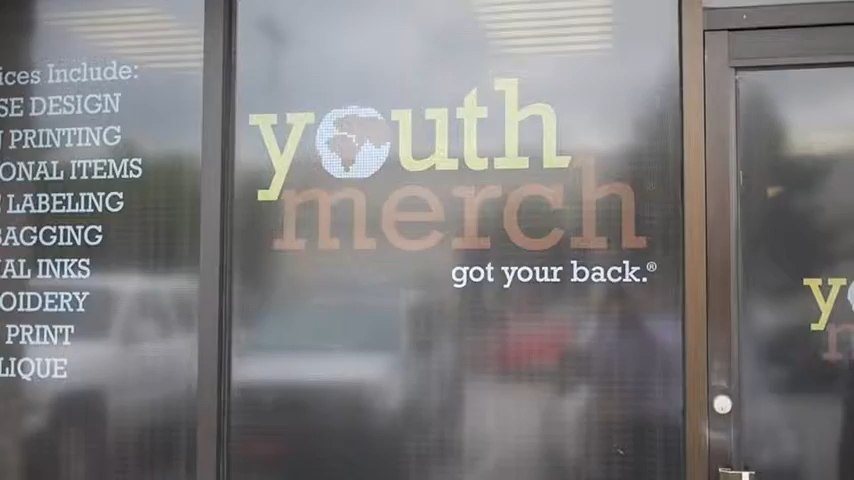 ices Include:
SE DESIGN
PRINTING
ONAL ITEMS
LABELING
BAGGING
AL INKS
OIDERY
PRINT
LIQUE
youth
merch
got your back.®
y
m